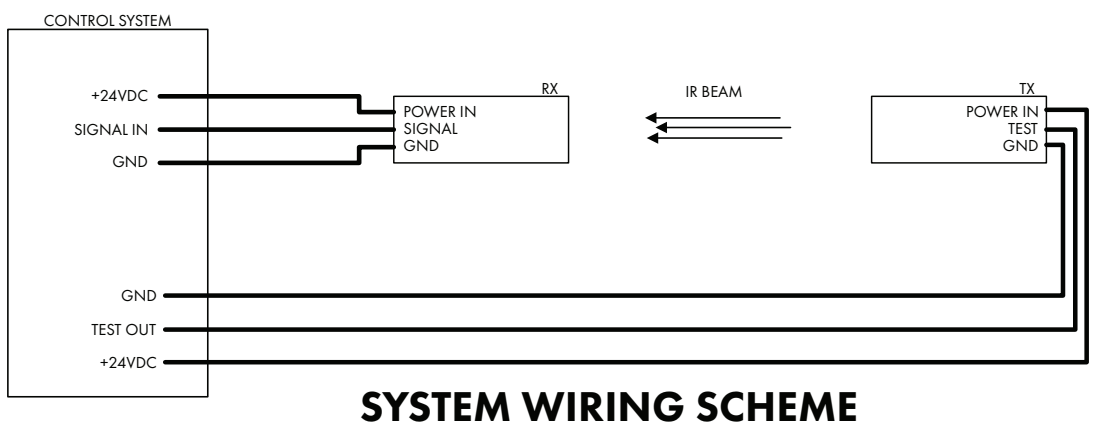 CONTROL SYSTEM
+24VDC
SIGNAL IN
GND
RX
POWER IN
SIGNAL
GND
IR BEAM
TX
POWER IN
TEST
GND
GND
TEST OUT
+24VDC
SYSTEM WIRING SCHEME